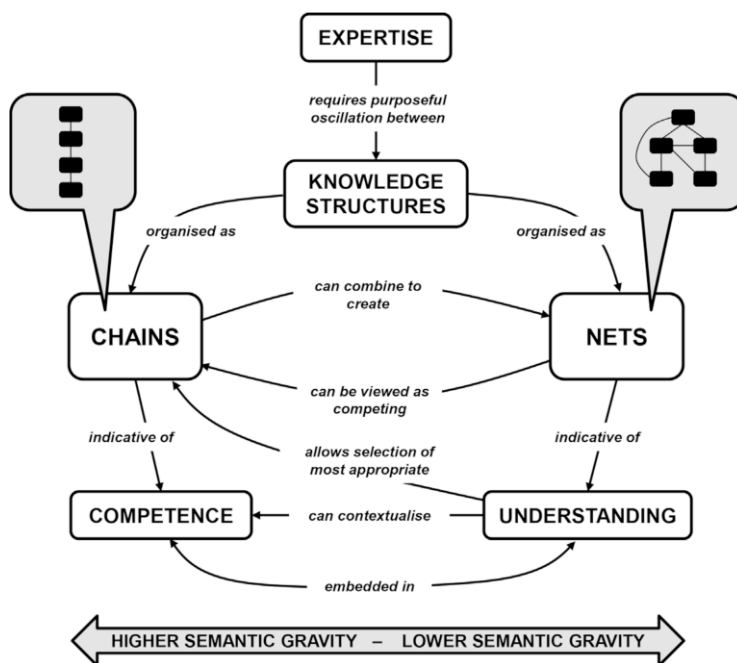 EXPERTISE
requires purposeful
oscillation between
KNOWLEDGE
STRUCTURES
organised as
organised as
can combine to
create
CHAINS
NETS
can be viewed as
competing
indicative of
indicative of
allows selection of
most appropriate
COMPETENCE
can contextualise
UNDERSTANDING
embedded in
HIGHER SEMANTIC GRAVITY – LOWER SEMANTIC GRAVITY